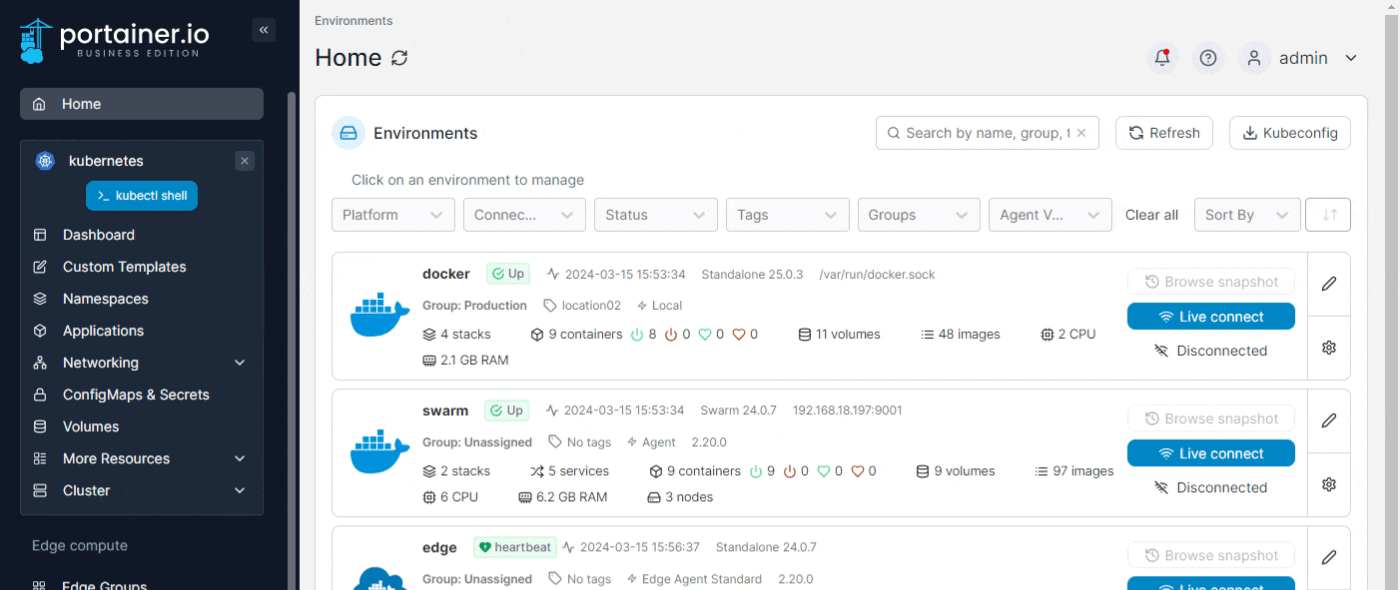 portainer.io
BUSINESS EDITION
Home
kubernetes
>_ kubectl shell
Dashboard
Custom Templates
Namespaces
Applications
Networking
ConfigMaps & Secrets
Volumes
More Resources
Cluster
Edge compute
Edge Groups
Environments
Home
admin
Environments
Search by name, group, t
Refresh
Kubeconfig
Click on an environment to manage
Platform
Connec...
Status
Tags
Groups
Agent V...
Clear all
Sort By
docker Up 2024-03-15 15:53:34 Standalone 25.0.3 /var/run/docker.sock
Group: Production location02 Local
4 stacks 9 containers 8 0 0 0 11 volumes 48 images 2 CPU
2.1 GB RAM
Browse snapshot
Live connect
Disconnected
swarm Up 2024-03-15 15:53:34 Swarm 24.0.7 192.168.18.197:9001
Group: Unassigned No tags Agent 2.20.0
2 stacks 5 services 9 containers 9 0 0 0 9 volumes 97 images
6 CPU 6.2 GB RAM 3 nodes
Browse snapshot
Live connect
Disconnected
edge heartbeat 2024-03-15 15:56:37 Standalone 24.0.7
Group: Unassigned No tags Edge Agent Standard 2.20.0
Browse snapshot
Live connect